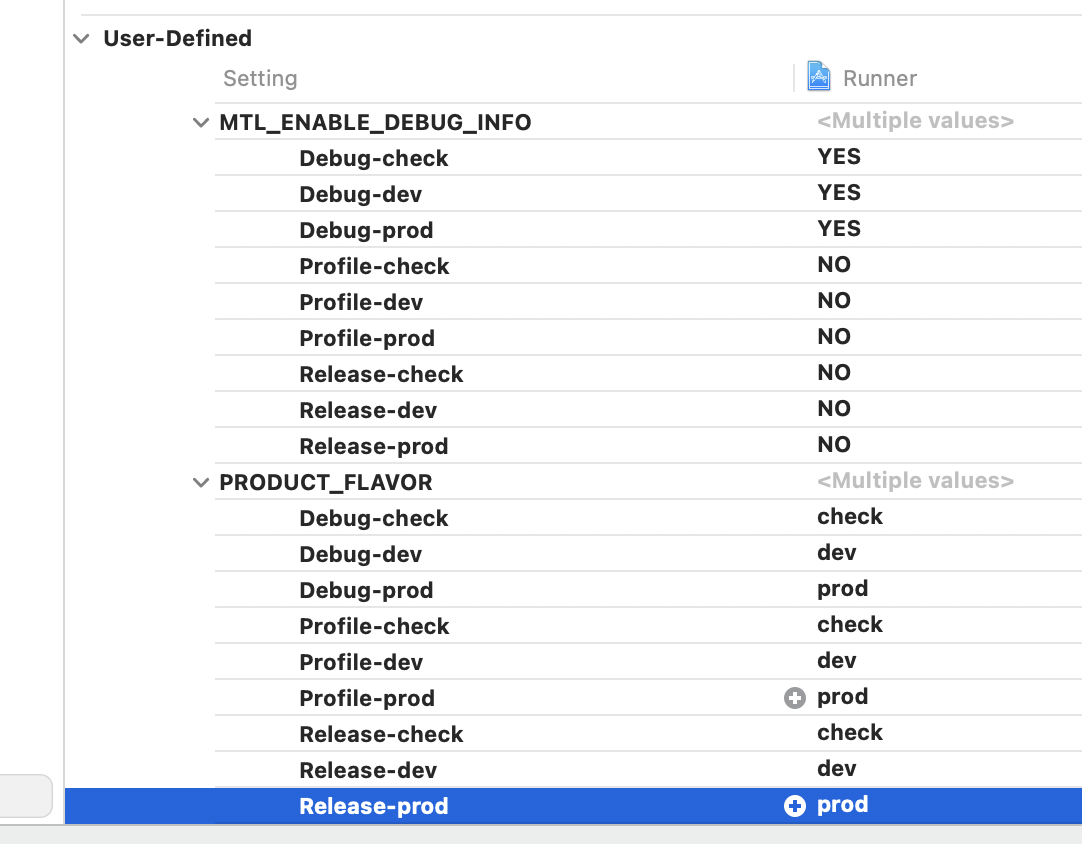 User-Defined
Setting Runner
MTL_ENABLE_DEBUG_INFO <Multiple values>
Debug-check YES
Debug-dev YES
Debug-prod YES
Profile-check NO
Profile-dev NO
Profile-prod NO
Release-check NO
Release-dev NO
Release-prod NO
PRODUCT_FLAVOR <Multiple values>
Debug-check check
Debug-dev dev
Debug-prod prod
Profile-check check
Profile-dev dev
Profile-prod prod
Release-check check
Release-dev dev
Release-prod prod